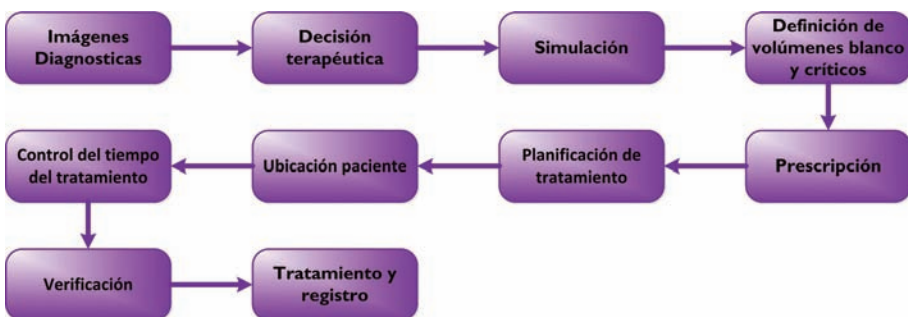 Imágenes
Diagnosticas
Decisión
terapéutica
Simulación
Definición de
volúmenes blanco
y críticos
Prescripción
Planificación de
tratamiento
Ubicación paciente
Control del tiempo
del tratamiento
Verificación
Tratamiento y
registro